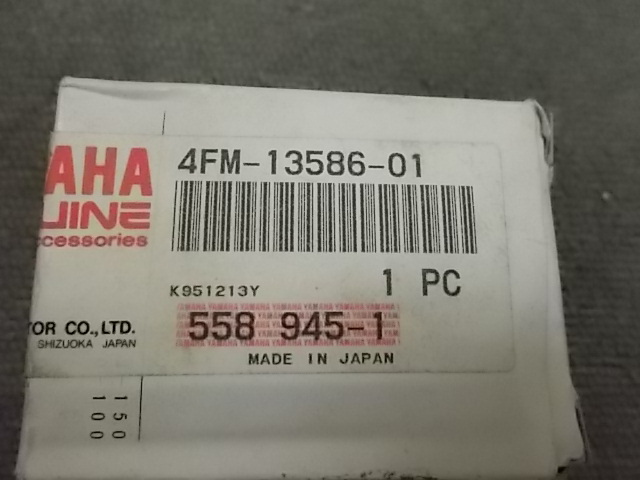 4FM-13586-01
AHA
UINE
ccessories
K951213Y
1 PC
TOR CO.,LTD.
SHIZUOKA JAPAN
558 945-1
MADE IN JAPAN
150
100